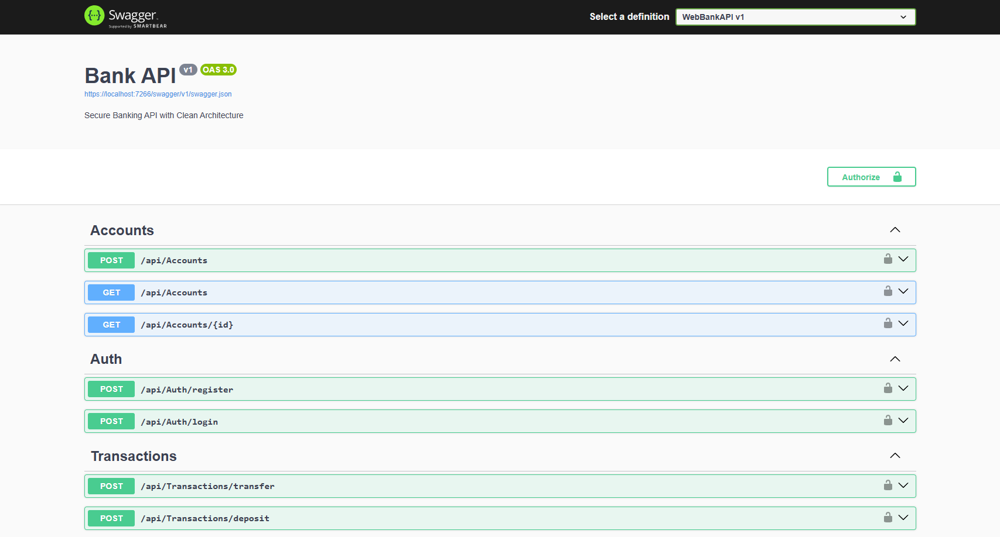 Swagger
Supported by SMARTBEAR
Select a definition
WebBankAPI v1
Bank API v1 OAS 3.0
https://localhost:7266/swagger/v1/swagger.json
Secure Banking API with Clean Architecture
Authorize
Accounts
POST /api/Accounts
GET /api/Accounts
GET /api/Accounts/{id}
Auth
POST /api/Auth/register
POST /api/Auth/login
Transactions
POST /api/Transactions/transfer
POST /api/Transactions/deposit